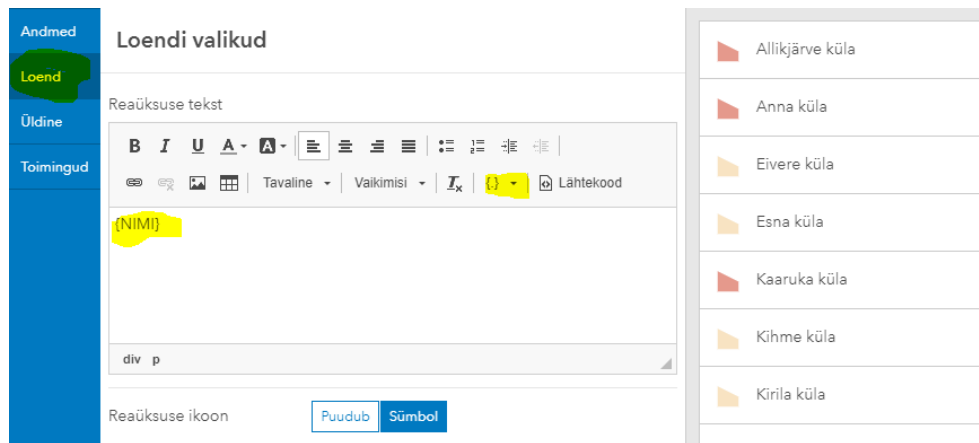 Andmed
Loend
Üldine
Toimingud
Loendi valikud
Reaüksuse tekst
B I U A A
Tavaline Vaikimisi Tx {.} Lähtekood
{NIMI}
div p
Reaüksuse ikoon Puudub Sümbol
Allikjärve küla
Anna küla
Eivere küla
Esna küla
Kaaruka küla
Kihme küla
Kirila küla